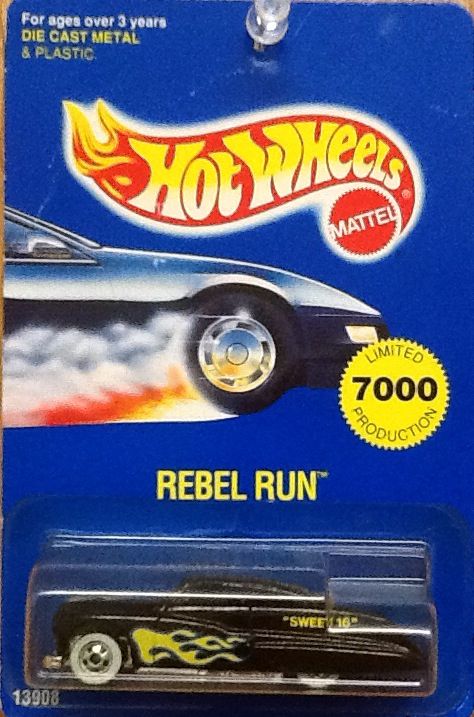 For ages over 3 years
DIE CAST METAL
& PLASTIC.
HOT WHEELS®
MATTEL
LIMITED
7000
PRODUCTION
REBEL RUN™
"SWEET 16"
13908